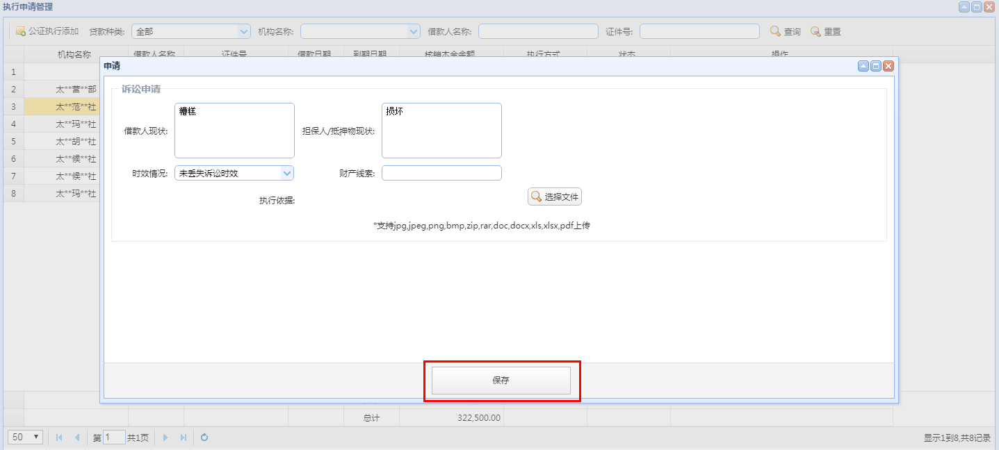 执行申请管理
公证执行添加 贷款种类: 全部 机构名称: 借款人名称: 证件号: 查询 重置
机构名称 借款人名称 证件号 借款日期 到期日期 核销本金金额 执行方式 状态 操作
申请
1
诉讼申请
2 太**营**部
3 太**范**社
4 太**玛**社
5 太**胡**社
6 太**候**社
7 太**候**社
8 太**玛**社
糟糕
借款人现状:
损坏
担保人/抵押物现状:
时效情况: 未丢失诉讼时效 财产线索:
执行依据: 选择文件
*支持jpg,jpeg,png,bmp,zip,rar,doc,docx,xls,xlsx,pdf上传
保存
总计 322,500.00
50 第 1 共1页 显示1到8,共8记录